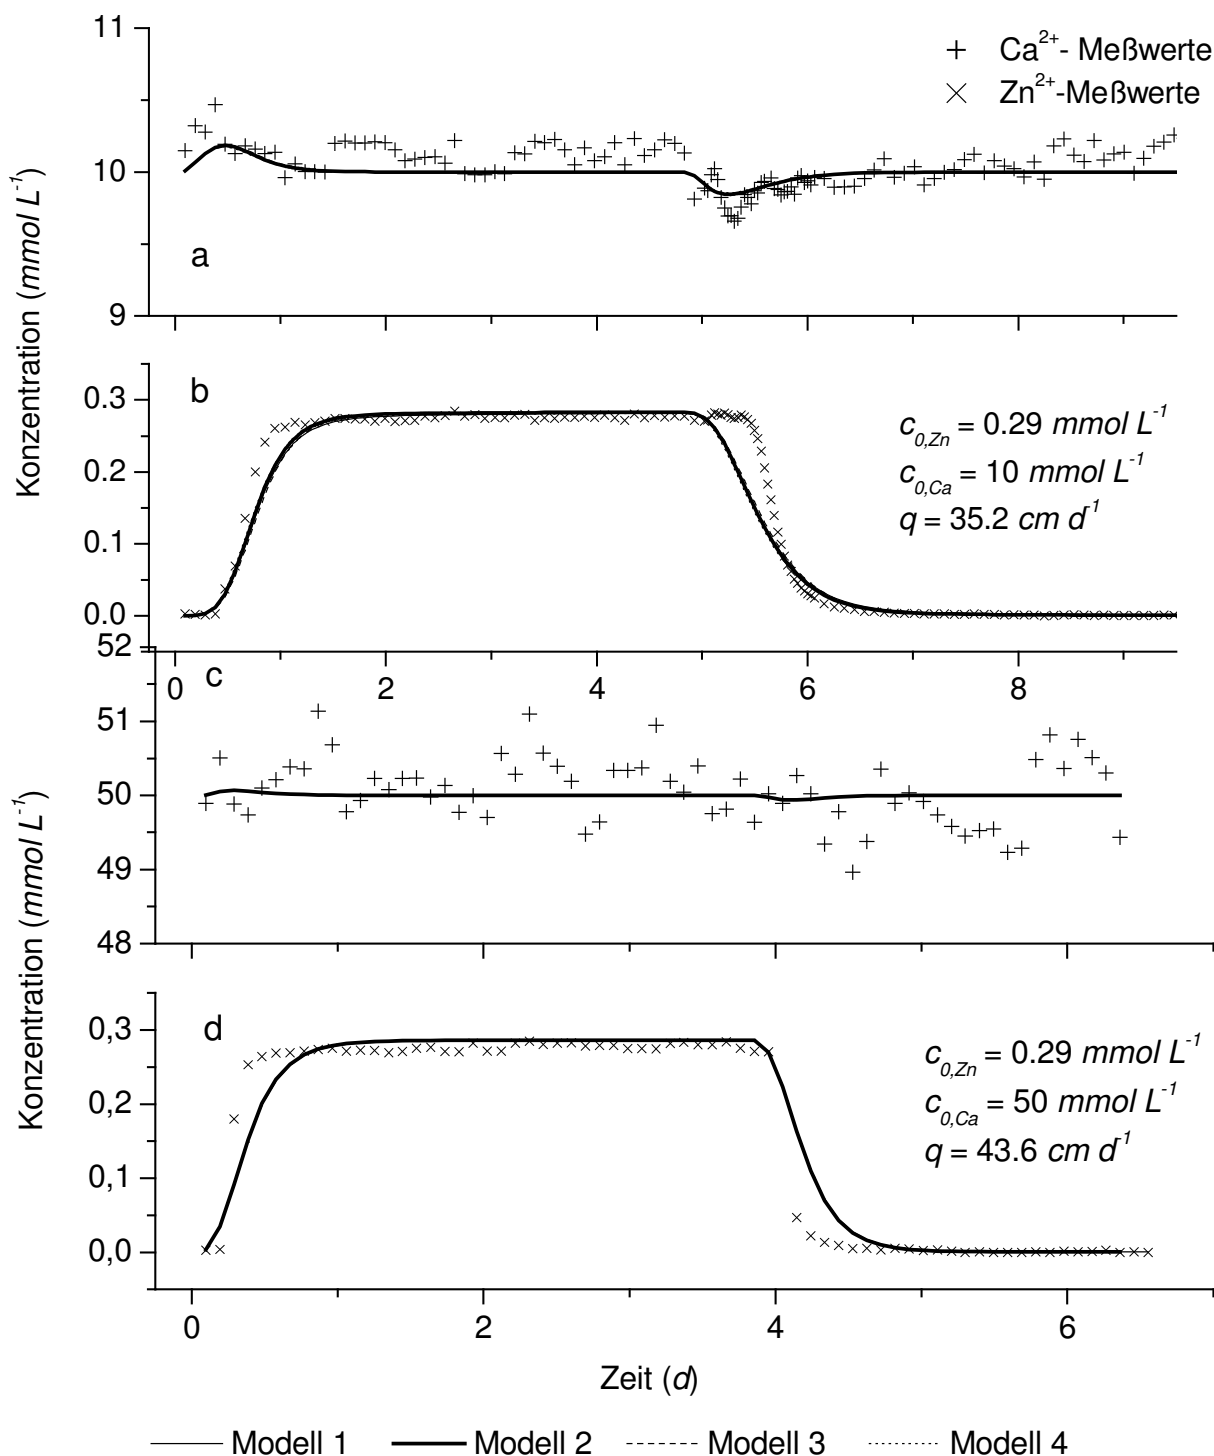 11
10
9
Konzentration (mmol L⁻¹)
Ca²⁺- Meßwerte
Zn²⁺-Meßwerte
a
0.3
0.2
0.1
0.0
b
c₀,Zn = 0.29 mmol L⁻¹
c₀,Ca = 10 mmol L⁻¹
q = 35.2 cm d⁻¹
0 2 4 6 8
52
51
50
49
48
Konzentration (mmol L⁻¹)
c
0,3
0,2
0,1
0,0
d
c₀,Zn = 0.29 mmol L⁻¹
c₀,Ca = 50 mmol L⁻¹
q = 43.6 cm d⁻¹
0 2 4 6
Zeit (d)
Modell 1 Modell 2 Modell 3 Modell 4